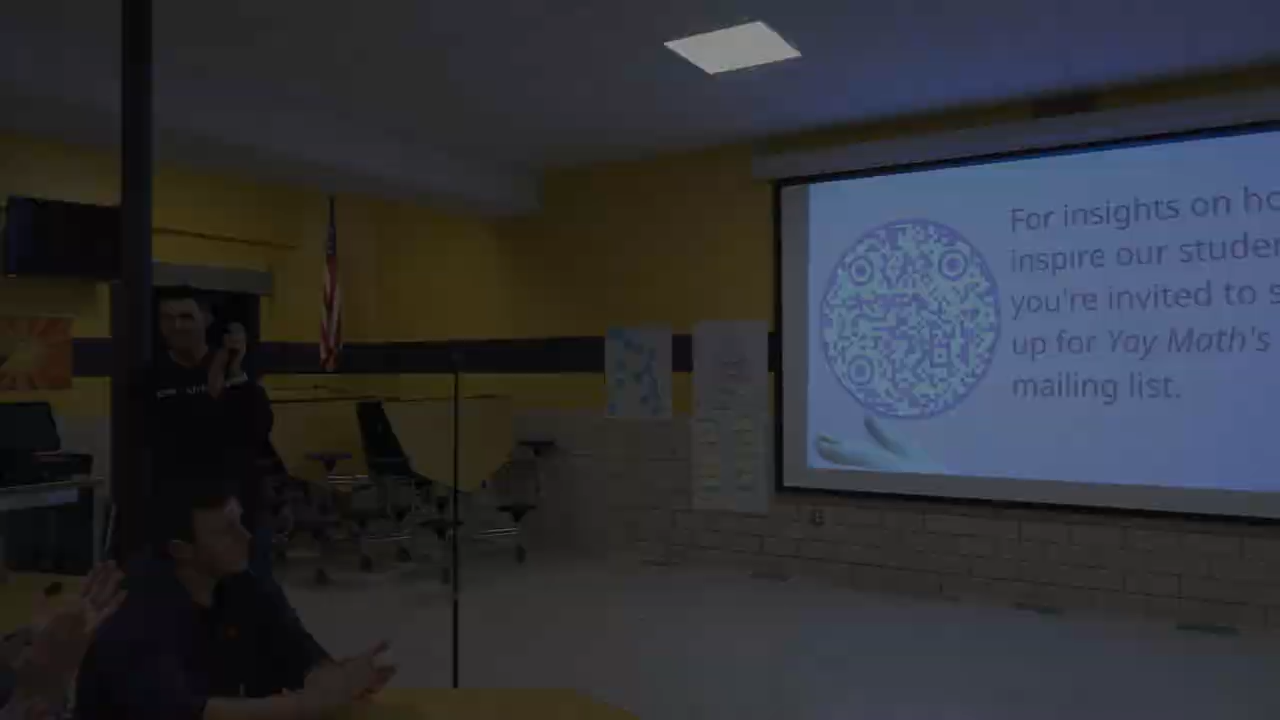 For insights on ho
inspire our studen
you're invited to s
up for Yay Math's
mailing list.